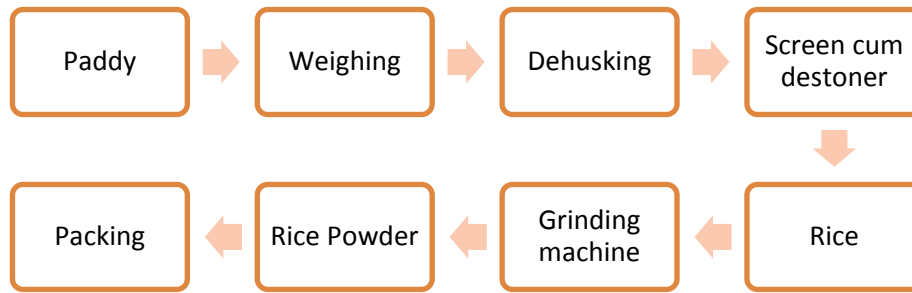 Paddy
Weighing
Dehusking
Screen cum
destoner
Rice
Grinding
machine
Rice Powder
Packing